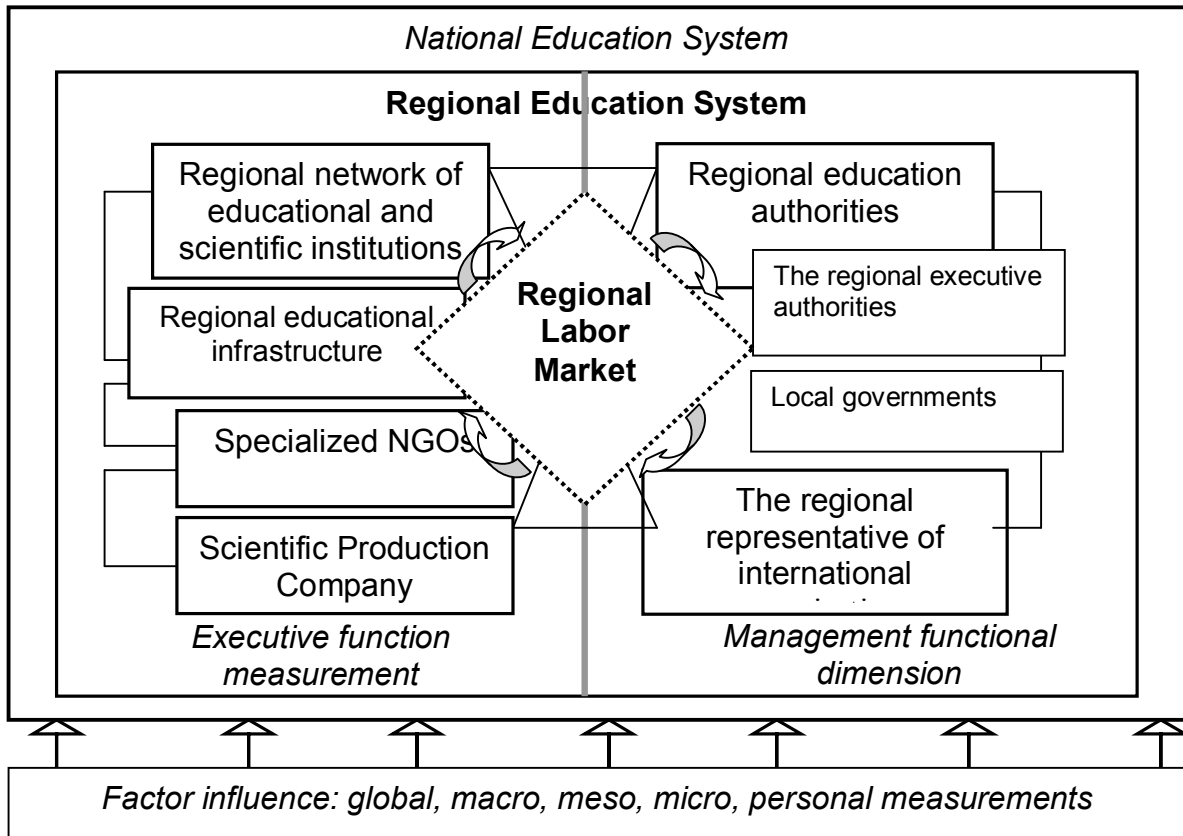 National Education System
Regional Education System
Regional network of
educational and
scientific institutions
Regional educational
infrastructure
Specialized NGOs
Scientific Production
Company
Executive function
measurement
Regional
Labor
Market
Regional education
authorities
The regional executive
authorities
Local governments
The regional
representative of
international
Management functional
dimension
Factor influence: global, macro, meso, micro, personal measurements